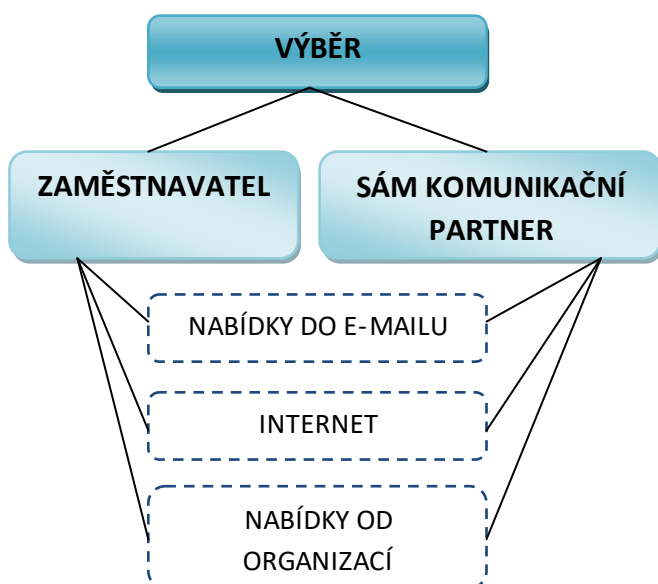 VÝBĚR
ZAMĚSTNAVATEL
SÁM KOMUNIKAČNÍ
PARTNER
NABÍDKY DO E-MAILU
INTERNET
NABÍDKY OD
ORGANIZACÍ